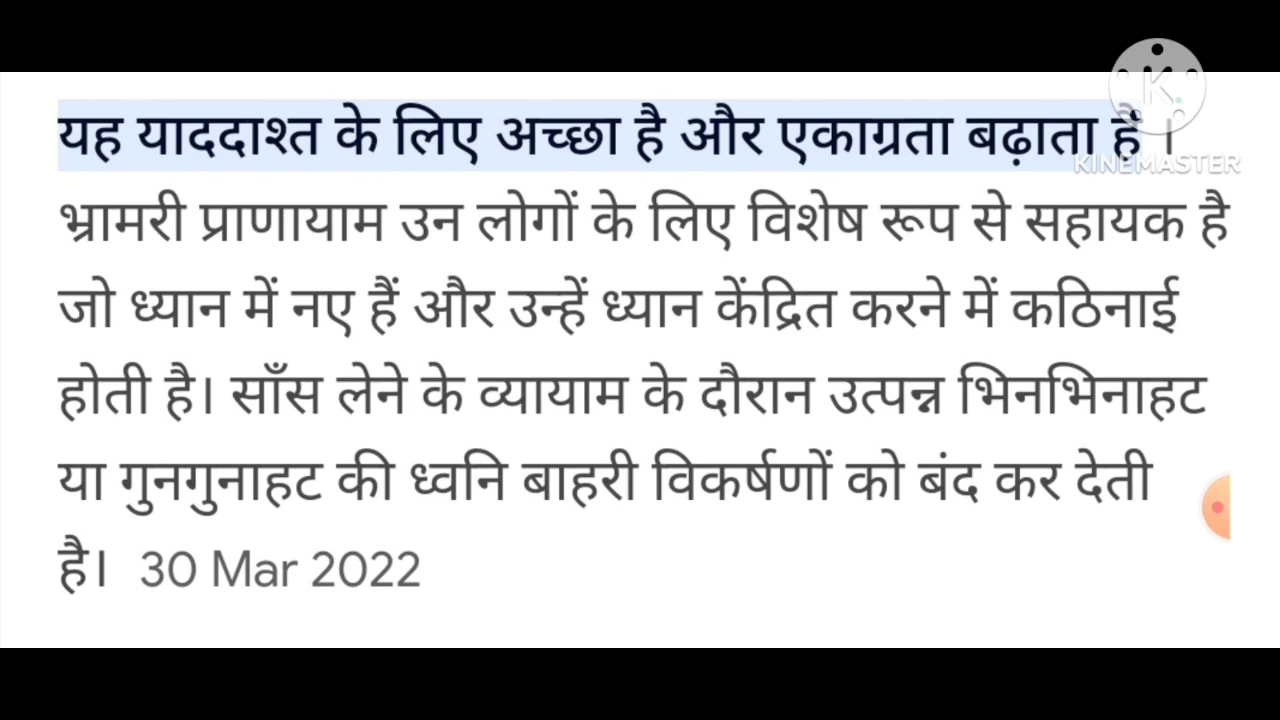 यह याददाश्त के लिए अच्छा है और एकाग्रता बढ़ाता है ।
KINEMASTER
भ्रामरी प्राणायाम उन लोगों के लिए विशेष रूप से सहायक है
जो ध्यान में नए हैं और उन्हें ध्यान केंद्रित करने में कठिनाई
होती है। साँस लेने के व्यायाम के दौरान उत्पन्न भिनभिनाहट
या गुनगुनाहट की ध्वनि बाहरी विकर्षणों को बंद कर देती
है। 30 Mar 2022